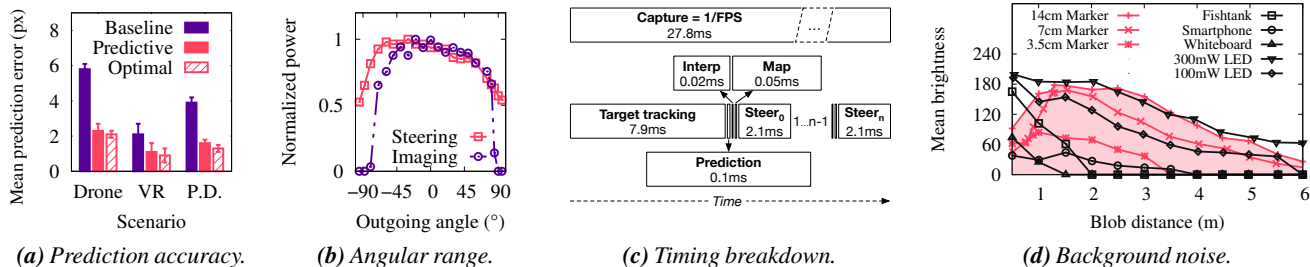 Mean prediction error (px)
8
6
4
2
0
Baseline
Predictive
Optimal
Drone VR P.D.
Scenario
(a) Prediction accuracy.
Normalized power
1
0.5
0
Steering
Imaging
−90 −45 0 45 90
Outgoing angle (°)
(b) Angular range.
Capture = 1/FPS
27.8ms
...
Interp
0.02ms
Map
0.05ms
Target tracking
7.9ms
Steer0
2.1ms
1...n-1
Steern
2.1ms
Prediction
0.1ms
Time
(c) Timing breakdown.
Mean brightness
240
180
120
60
0
14cm Marker
7cm Marker
3.5cm Marker
Fishtank
Smartphone
Whiteboard
300mW LED
100mW LED
1 2 3 4 5 6
Blob distance (m)
(d) Background noise.